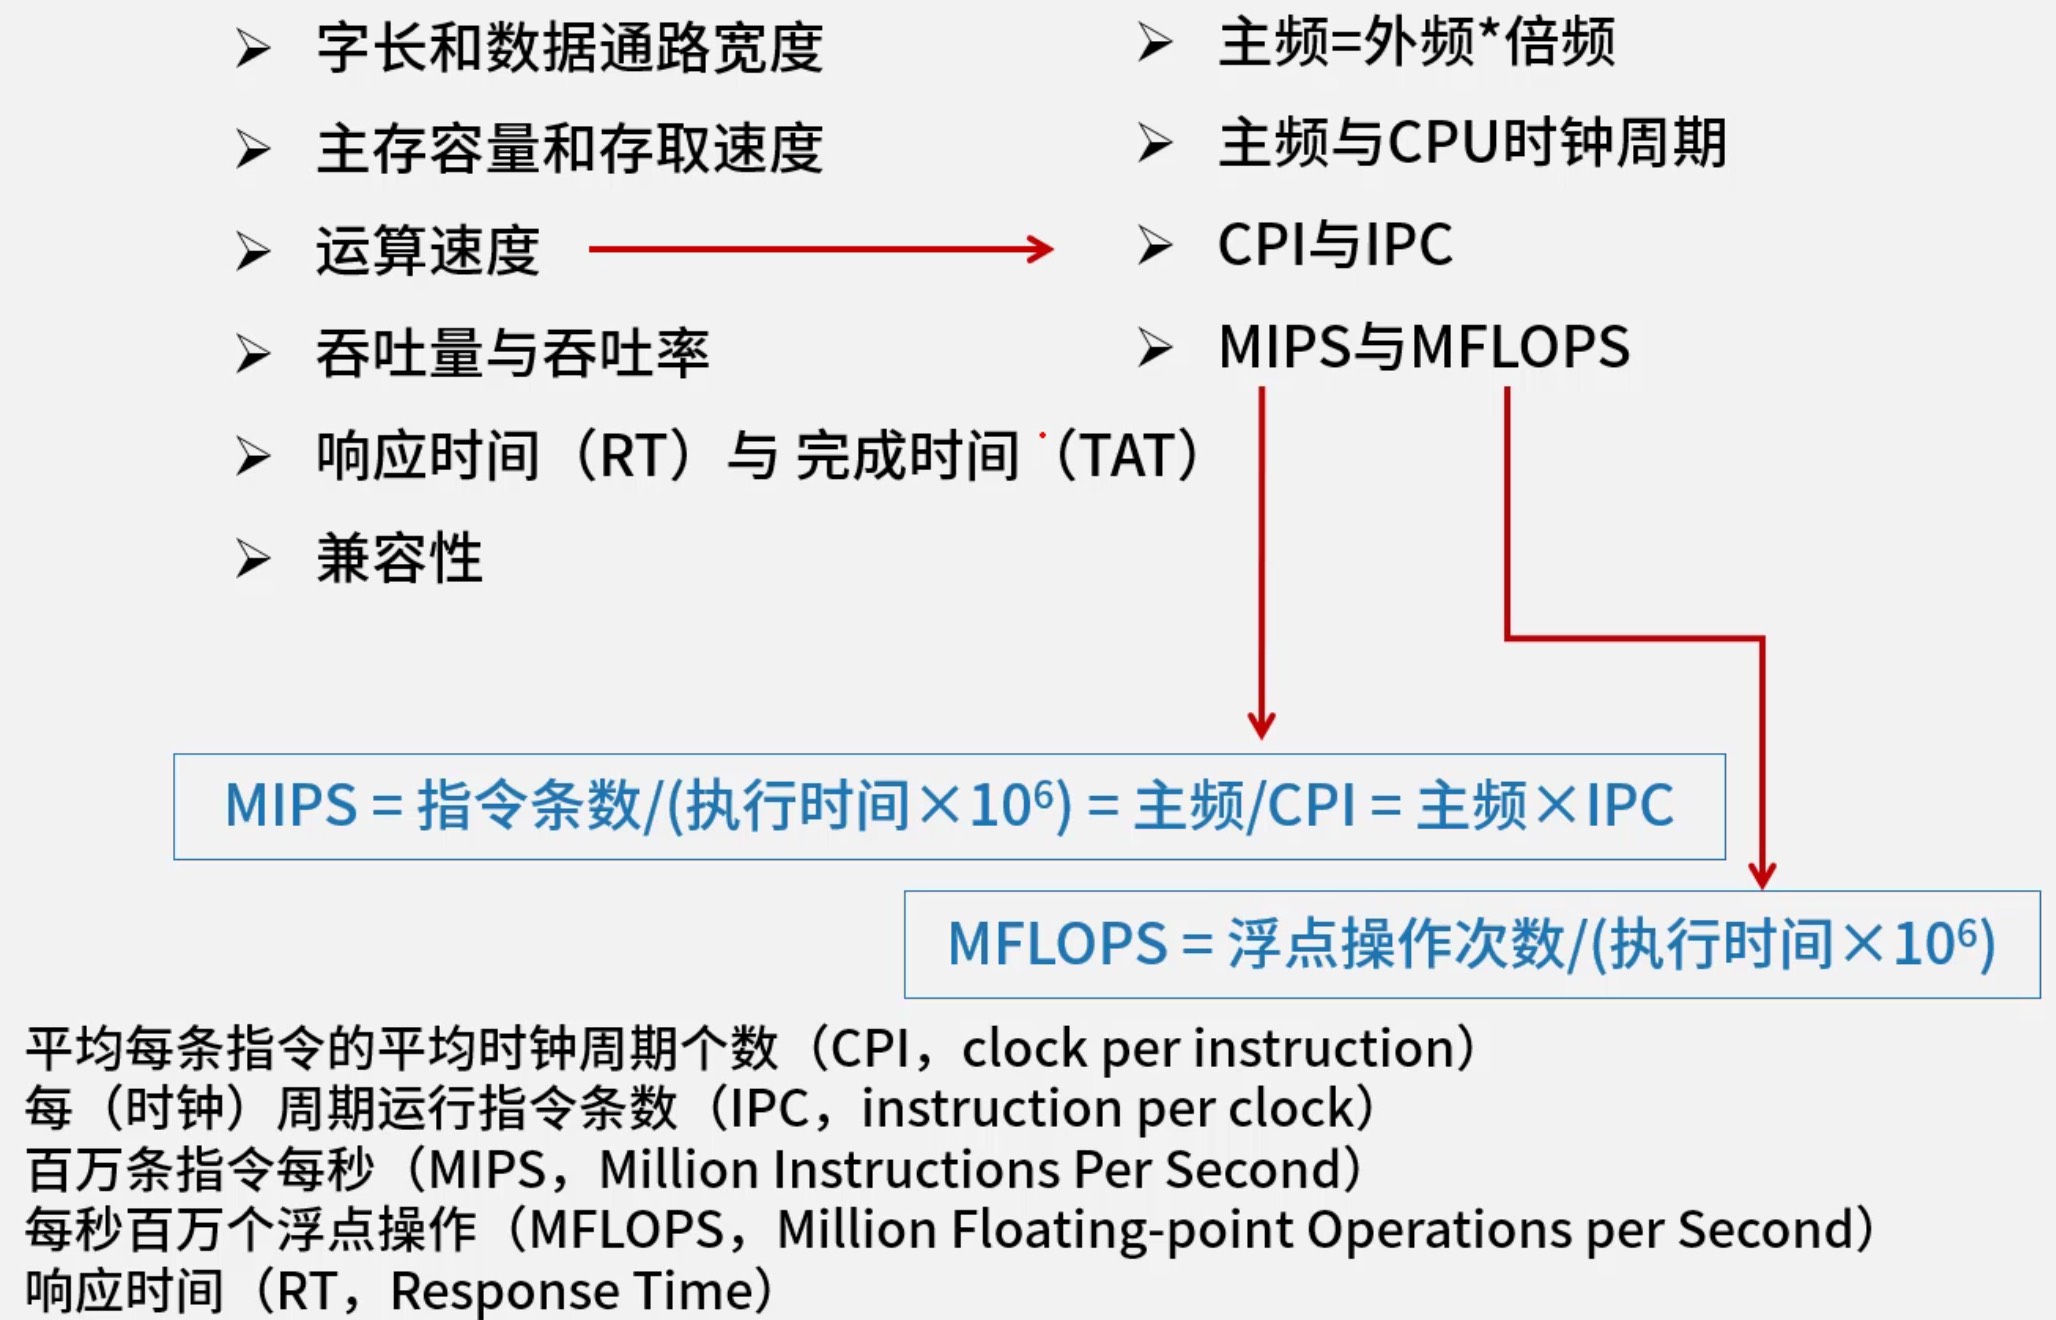 字长和数据通路宽度
主存容量和存取速度
运算速度
吞吐量与吞吐率
响应时间（RT）与 完成时间（TAT）
兼容性
主频=外频*倍频
主频与CPU时钟周期
CPI与IPC
MIPS与MFLOPS
MIPS = 指令条数/(执行时间×10⁶) = 主频/CPI = 主频×IPC
MFLOPS = 浮点操作次数/(执行时间×10⁶)
平均每条指令的平均时钟周期个数（CPI，clock per instruction）
每（时钟）周期运行指令条数（IPC，instruction per clock）
百万条指令每秒（MIPS，Million Instructions Per Second）
每秒百万个浮点操作（MFLOPS，Million Floating-point Operations per Second）
响应时间（RT，Response Time）